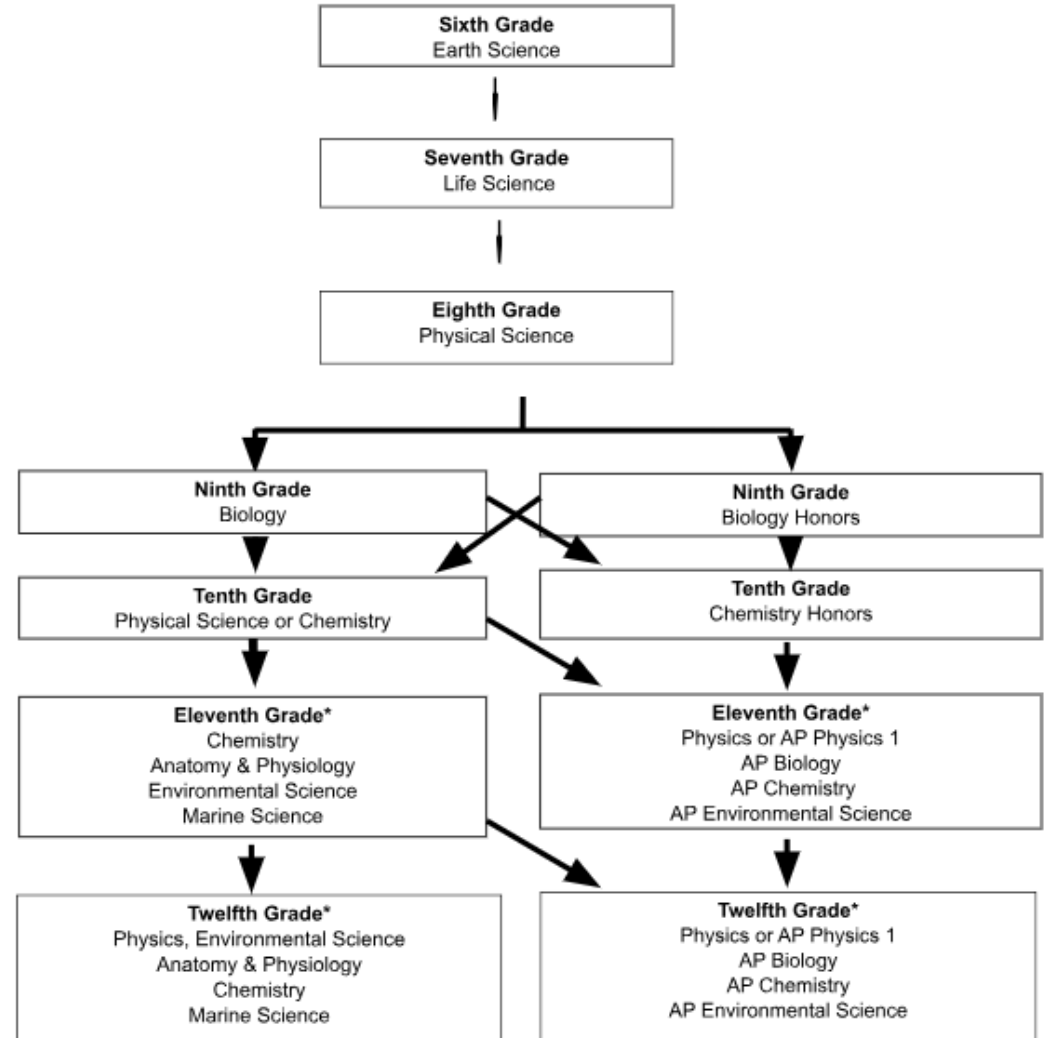 Sixth Grade
Earth Science
Seventh Grade
Life Science
Eighth Grade
Physical Science
Ninth Grade
Biology
Ninth Grade
Biology Honors
Tenth Grade
Physical Science or Chemistry
Tenth Grade
Chemistry Honors
Eleventh Grade*
Chemistry
Anatomy & Physiology
Environmental Science
Marine Science
Eleventh Grade*
Physics or AP Physics 1
AP Biology
AP Chemistry
AP Environmental Science
Twelfth Grade*
Physics, Environmental Science
Anatomy & Physiology
Chemistry
Marine Science
Twelfth Grade*
Physics or AP Physics 1
AP Biology
AP Chemistry
AP Environmental Science